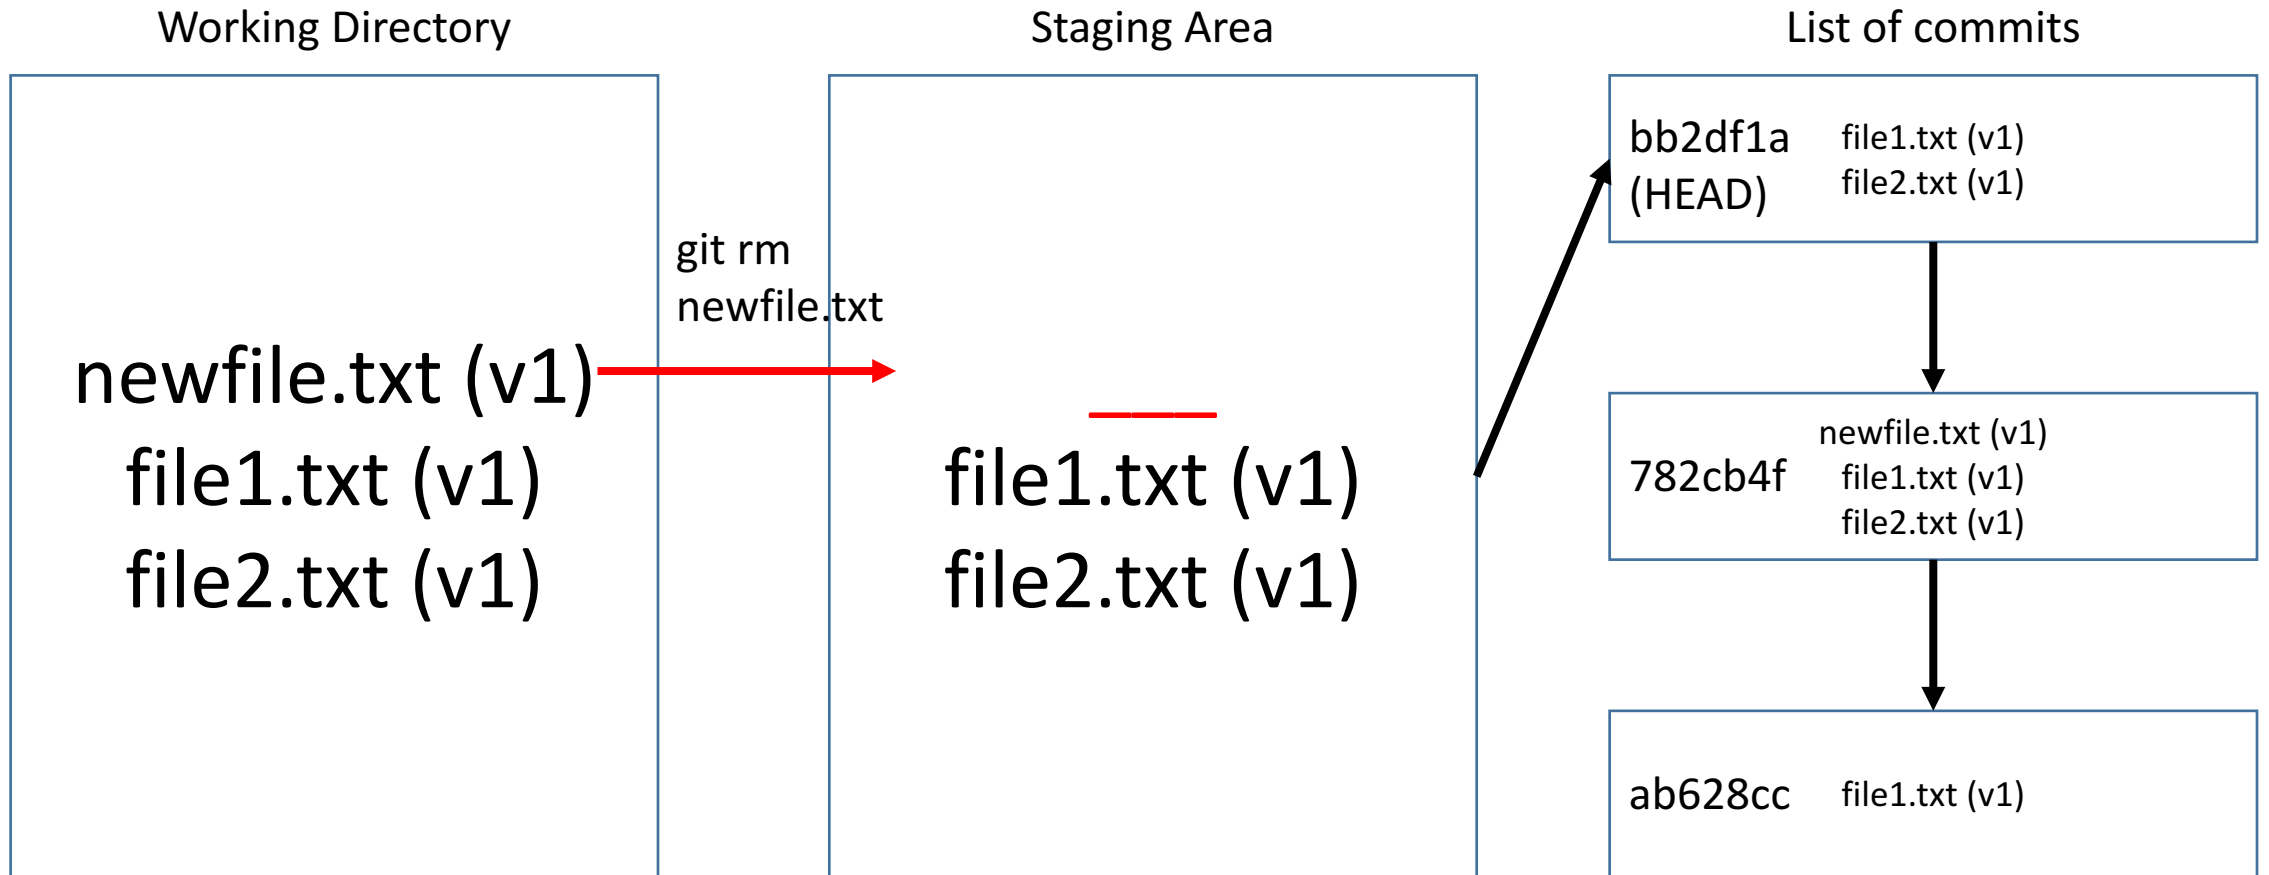 Working Directory
Staging Area
List of commits
git rm
newfile.txt
newfile.txt (v1)
file1.txt (v1)
file2.txt (v1)
___
file1.txt (v1)
file2.txt (v1)
bb2df1a
(HEAD)
file1.txt (v1)
file2.txt (v1)
782cb4f
newfile.txt (v1)
file1.txt (v1)
file2.txt (v1)
ab628cc
file1.txt (v1)